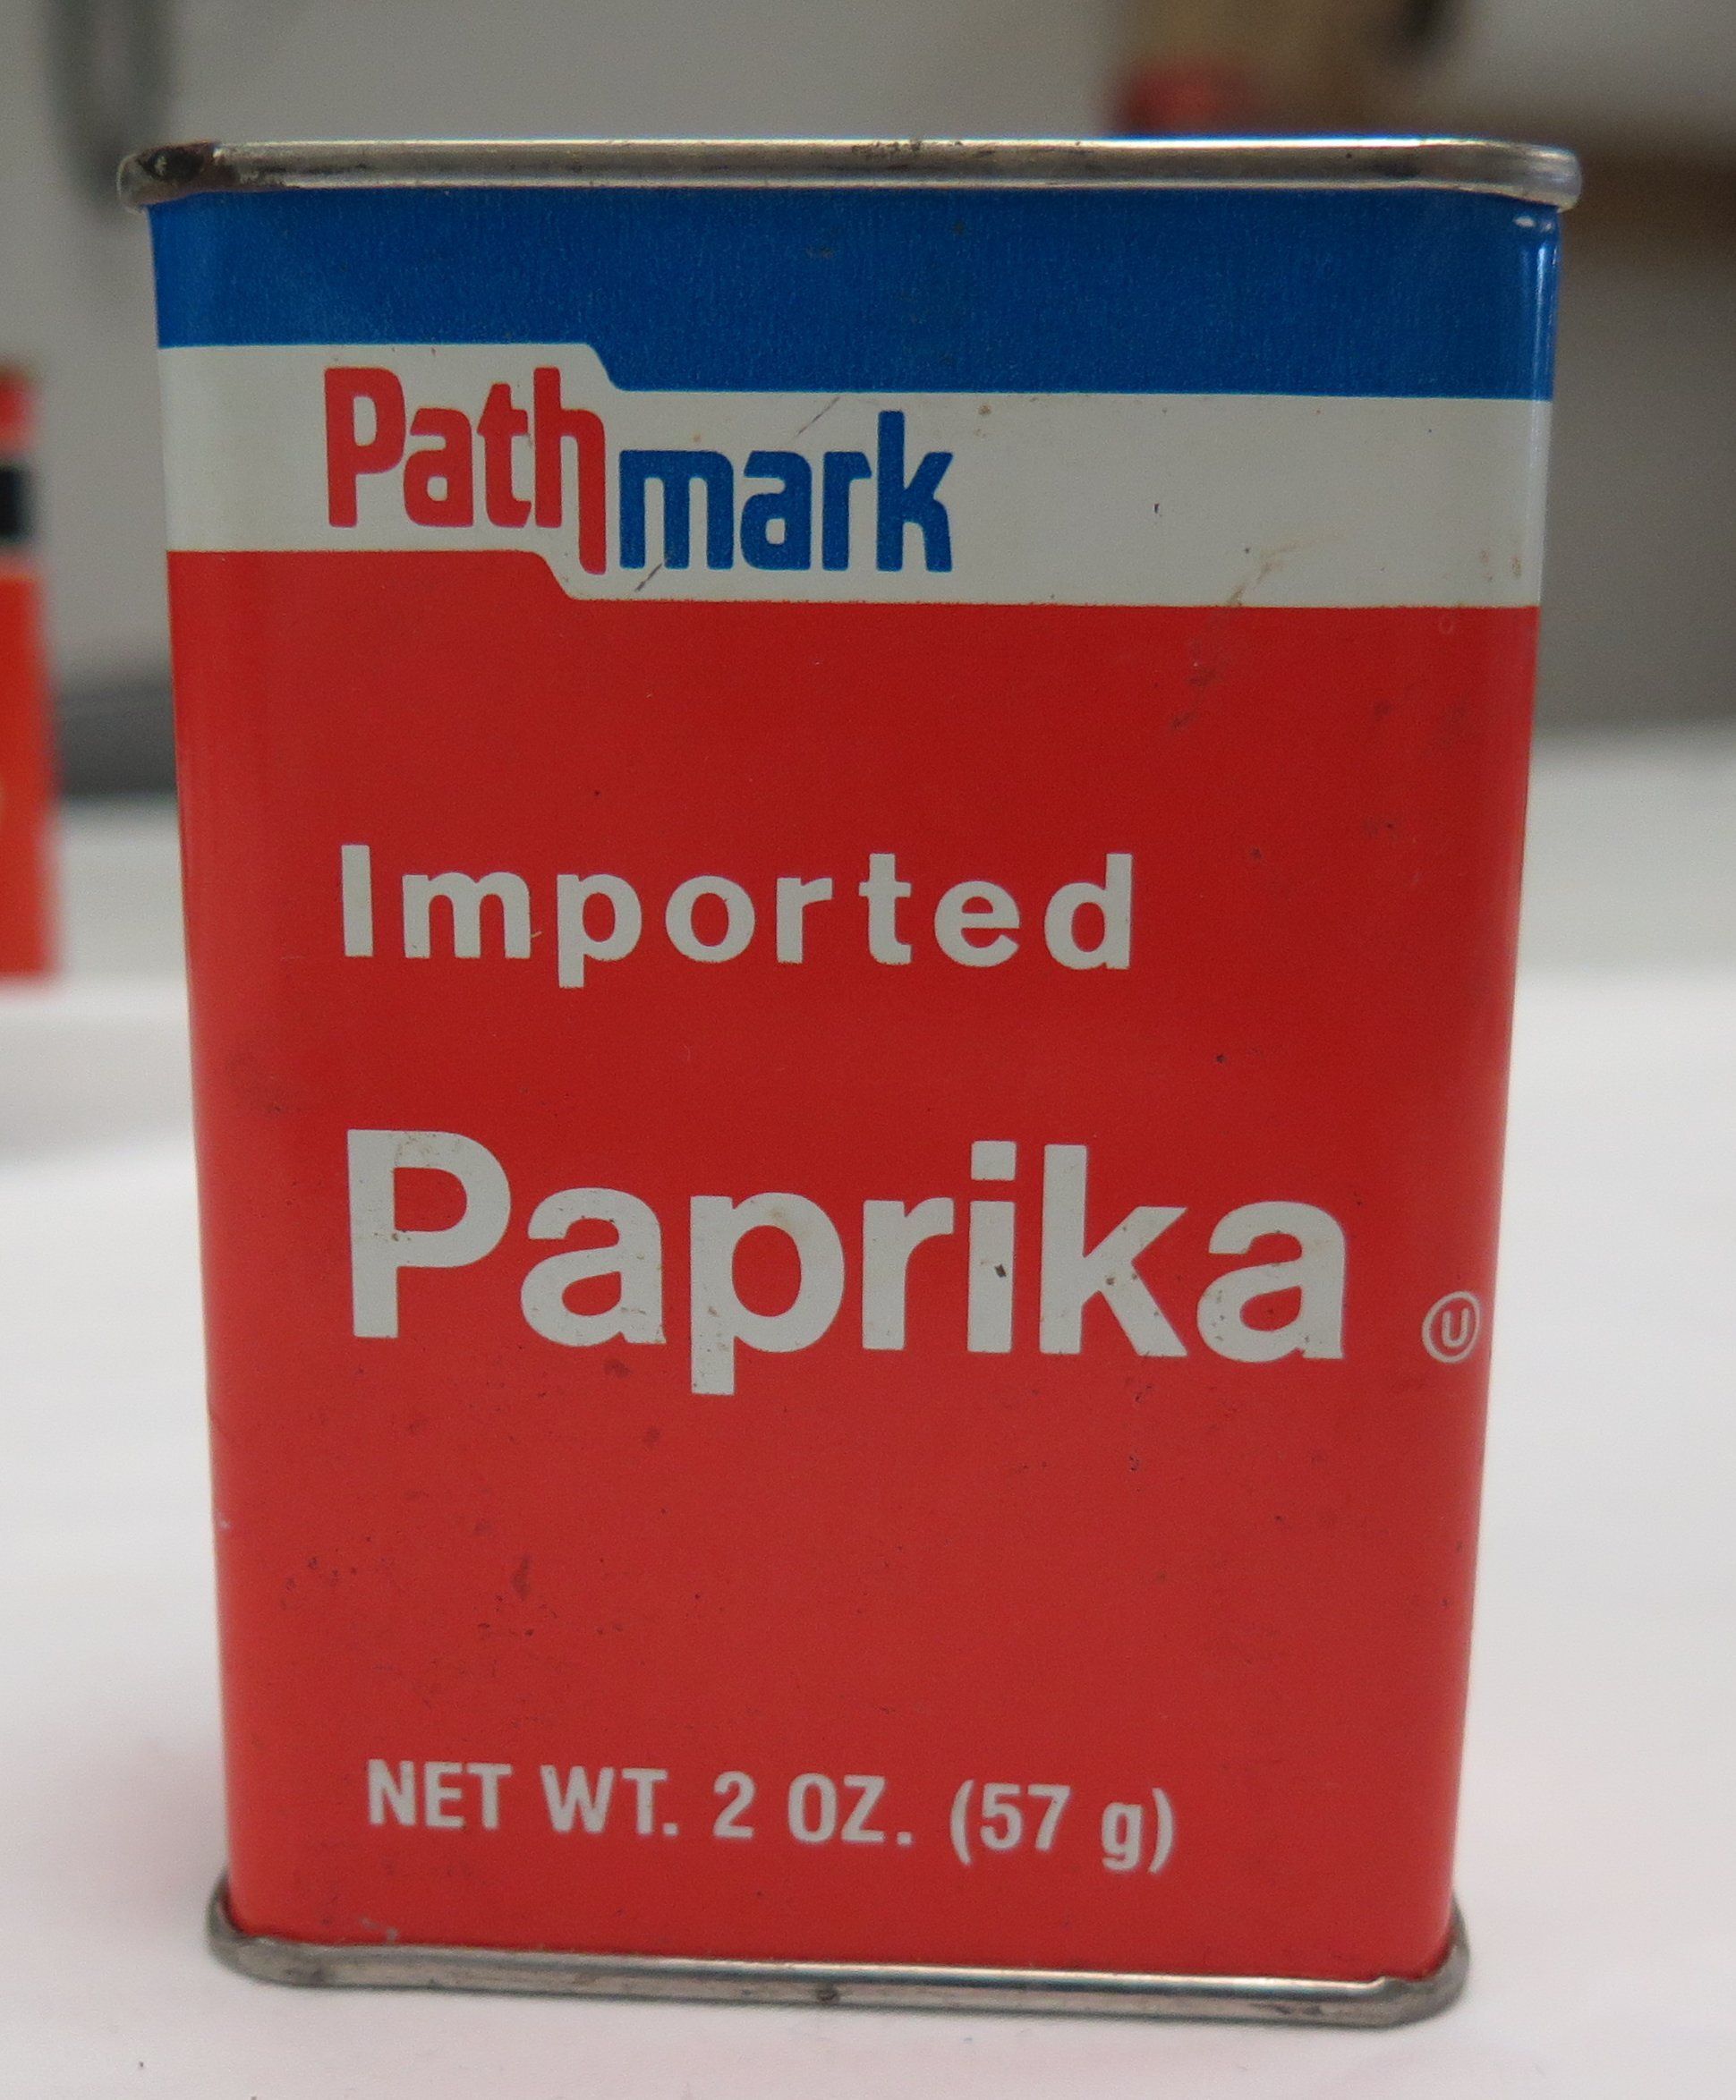 Pathmark
Imported
Paprika Ⓤ
NET WT. 2 OZ. (57 g)